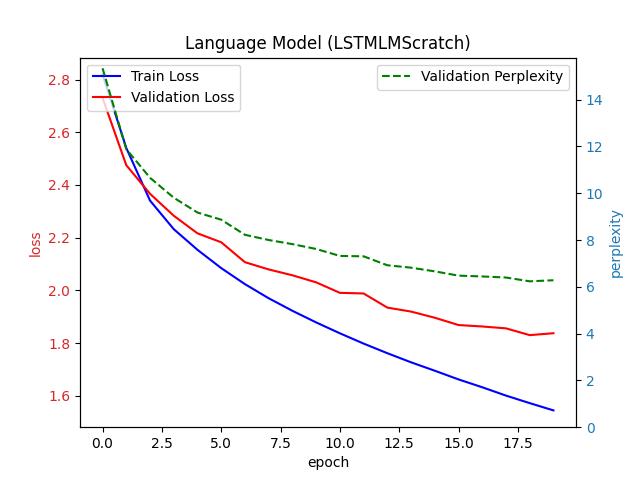 Language Model (LSTMLMScratch)
Train Loss
Validation Loss
Validation Perplexity
2.8
2.6
2.4
2.2
2.0
1.8
1.6
loss
14
12
10
8
6
4
2
0
perplexity
0.0 2.5 5.0 7.5 10.0 12.5 15.0 17.5
epoch